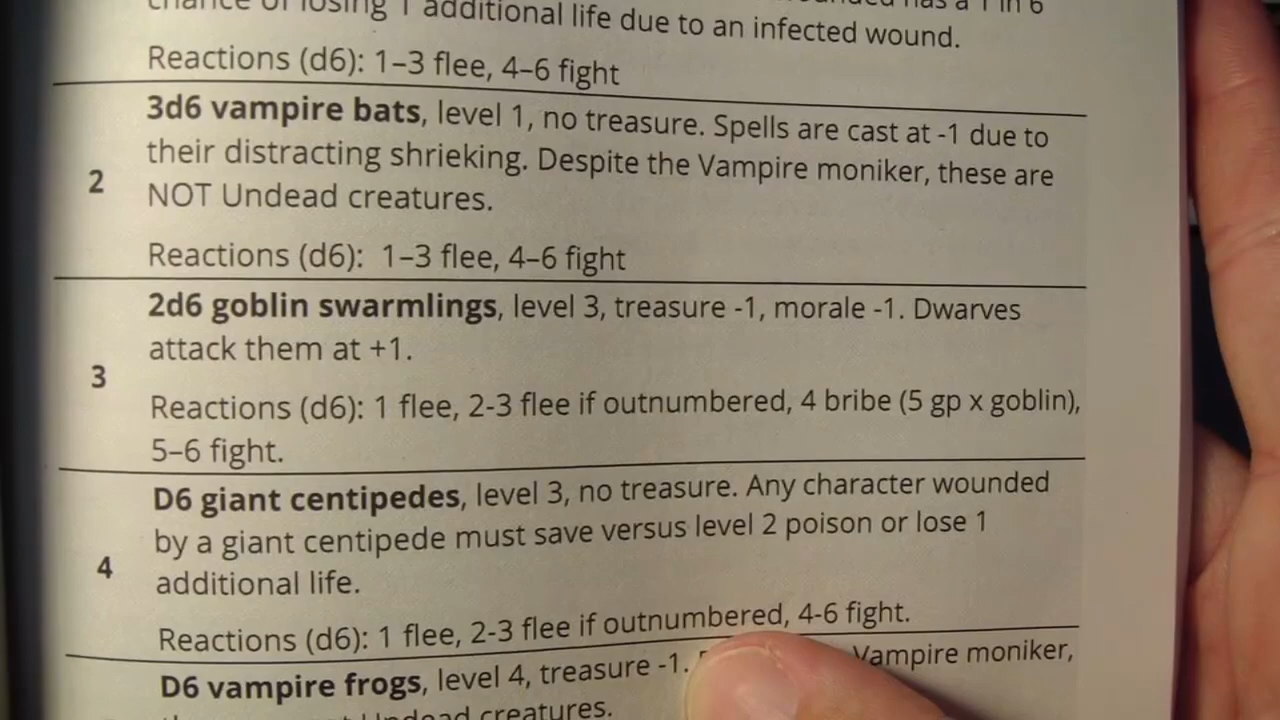 chance of losing 1 additional life due to an infected wound.
has a 1 in 6
Reactions (d6): 1–3 flee, 4–6 fight
2
3d6 vampire bats, level 1, no treasure. Spells are cast at -1 due to
their distracting shrieking. Despite the Vampire moniker, these are
NOT Undead creatures.
Reactions (d6): 1–3 flee, 4–6 fight
3
2d6 goblin swarmlings, level 3, treasure -1, morale -1. Dwarves
attack them at +1.
Reactions (d6): 1 flee, 2-3 flee if outnumbered, 4 bribe (5 gp x goblin),
5–6 fight.
4
D6 giant centipedes, level 3, no treasure. Any character wounded
by a giant centipede must save versus level 2 poison or lose 1
additional life.
Reactions (d6): 1 flee, 2-3 flee if outnumbered, 4-6 fight.
D6 vampire frogs, level 4, treasure -1. Vampire moniker,
Undead creatures.